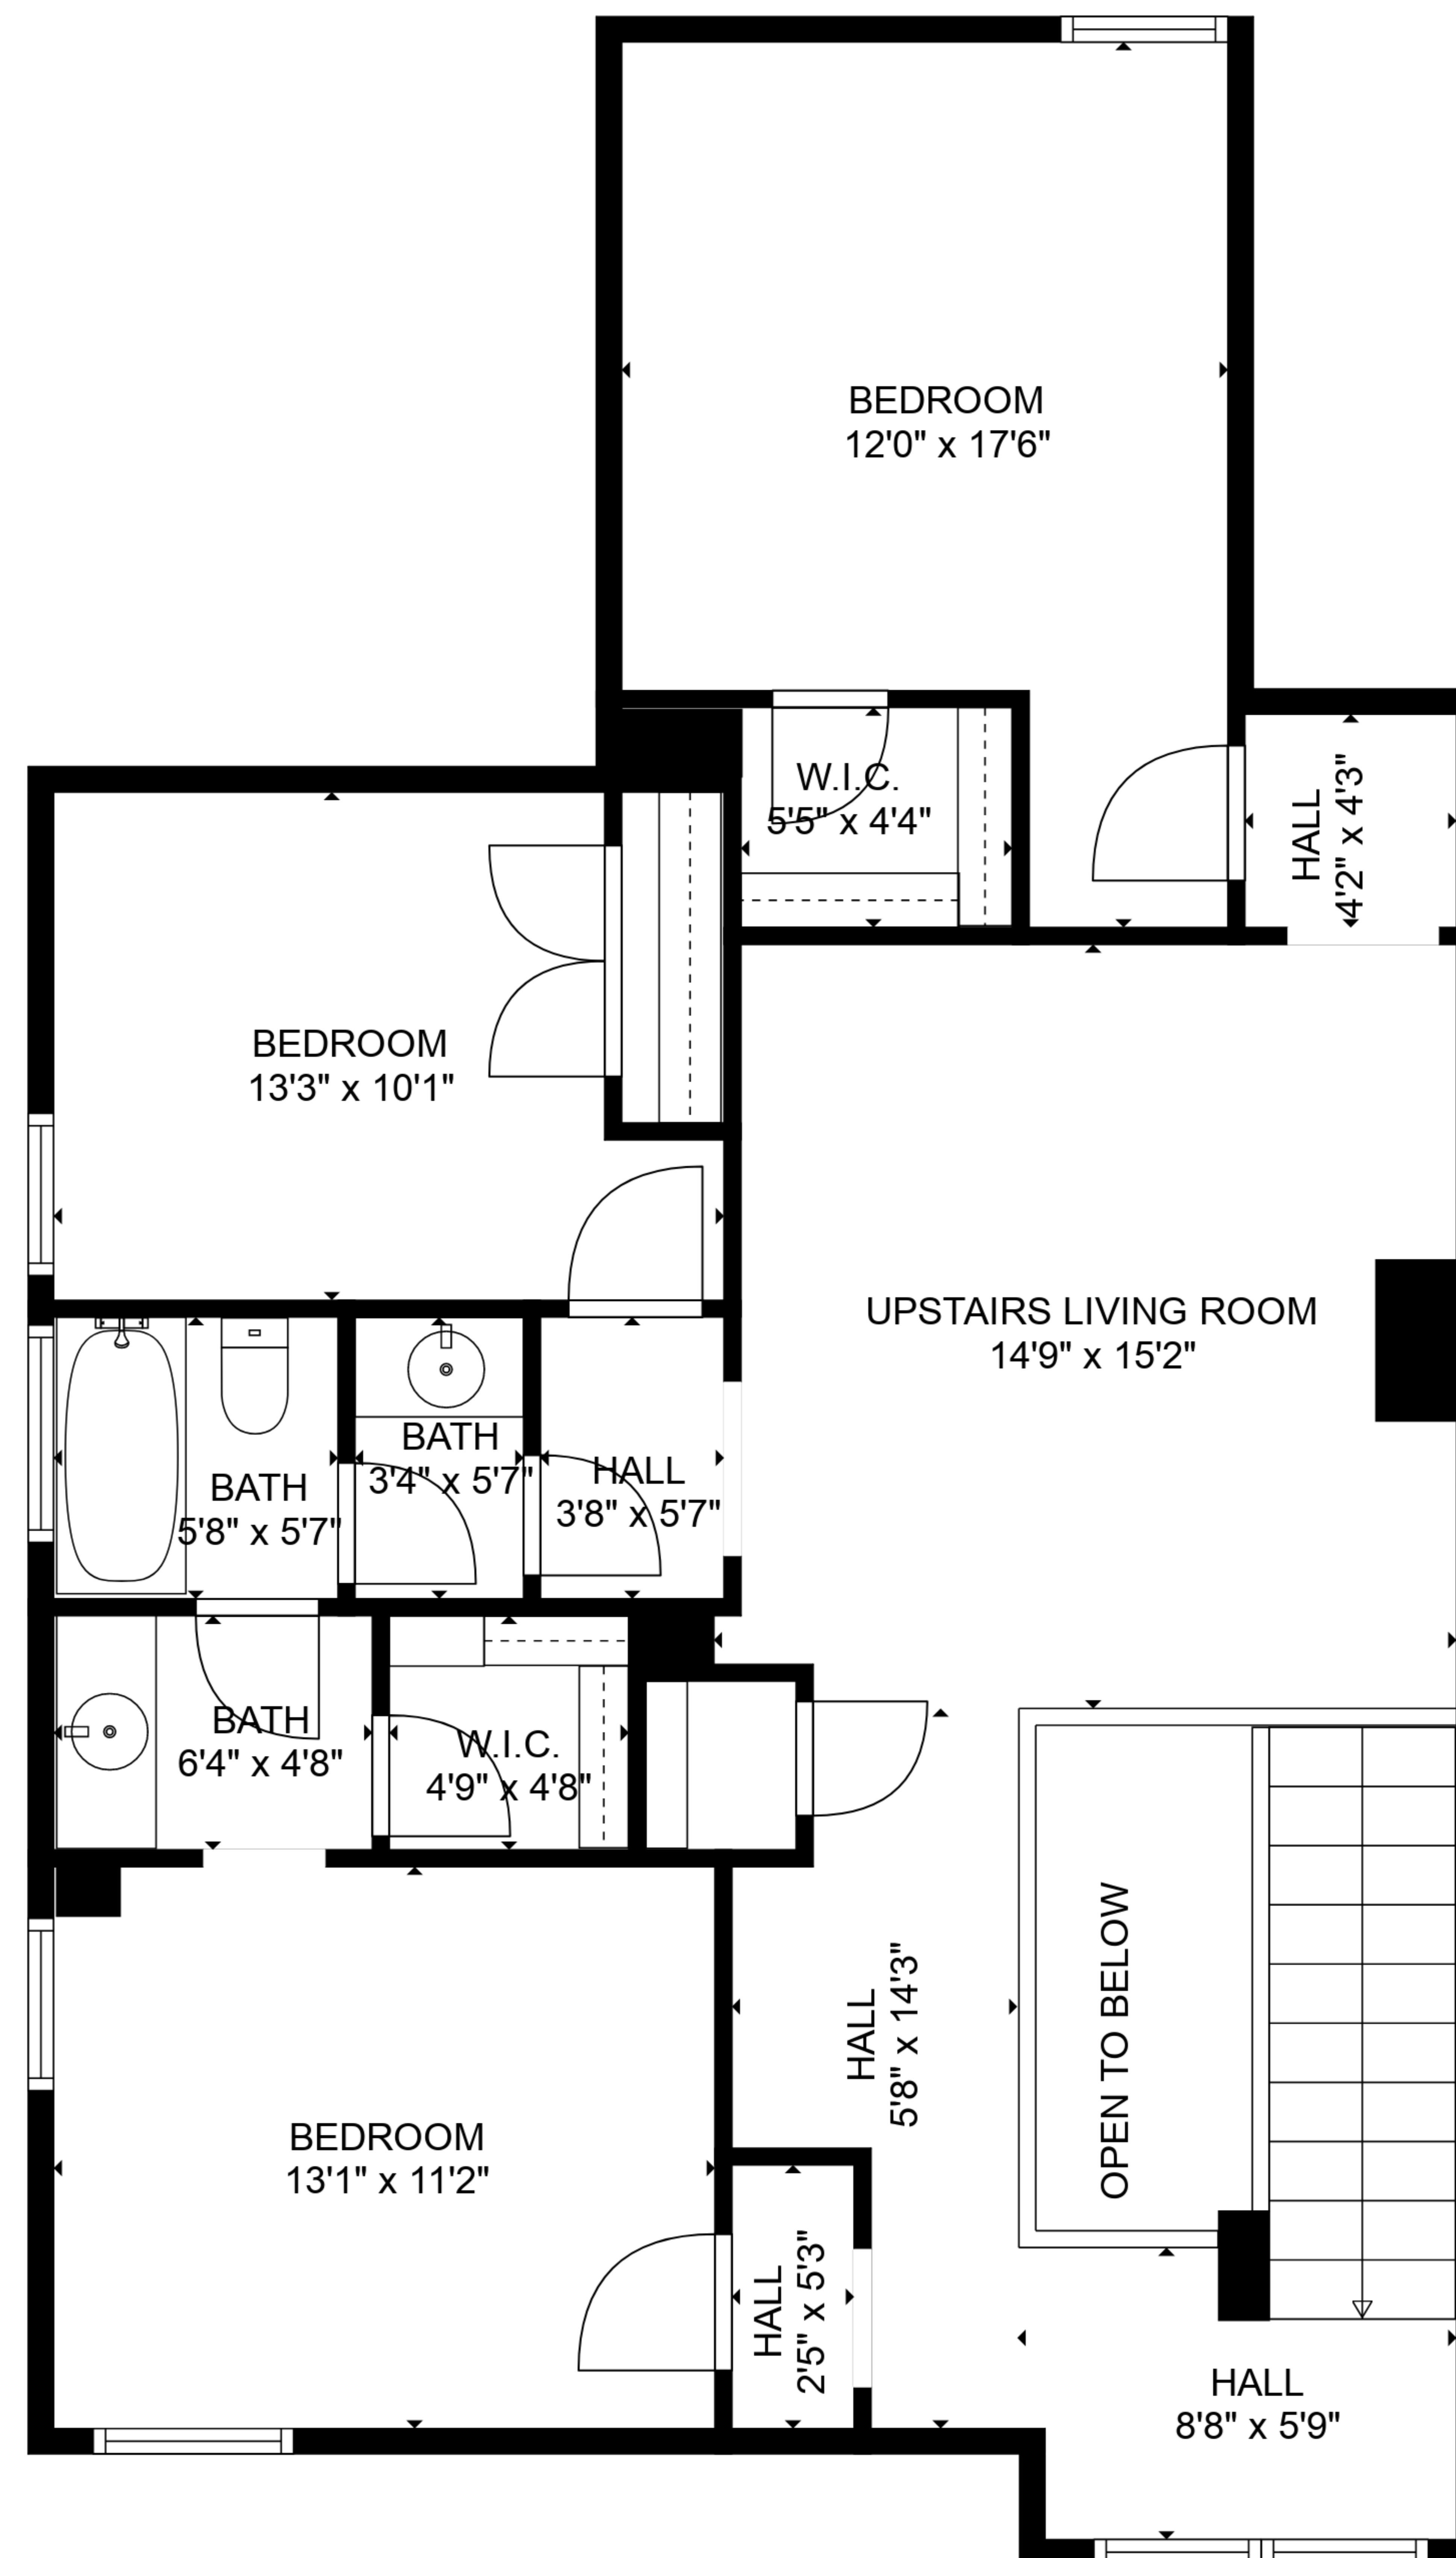 BEDROOM
12'0" x 17'6"
W.I.C.
5'5" x 4'4"
HALL
4'2" x 4'3"
BEDROOM
13'3" x 10'1"
UPSTAIRS LIVING ROOM
14'9" x 15'2"
BATH
3'4" x 5'7"
HALL
3'8" x 5'7"
BATH
5'8" x 5'7"
BATH
6'4" x 4'8"
W.I.C.
4'9" x 4'8"
HALL
5'8" x 14'3"
OPEN TO BELOW
BEDROOM
13'1" x 11'2"
HALL
2'5" x 5'3"
HALL
8'8" x 5'9"